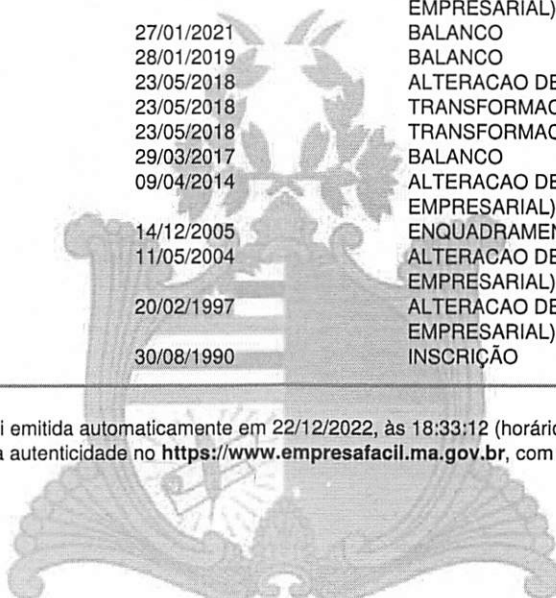 EMPRESARIAL)
27/01/2021 BALANCO
28/01/2019 BALANCO
23/05/2018 ALTERACAO DE
23/05/2018 TRANSFORMAC
23/05/2018 TRANSFORMAC
29/03/2017 BALANCO
09/04/2014 ALTERACAO DE
EMPRESARIAL)
14/12/2005 ENQUADRAMEN
11/05/2004 ALTERACAO DE
EMPRESARIAL)
20/02/1997 ALTERACAO DE
EMPRESARIAL)
30/08/1990 INSCRIÇÃO
i emitida automaticamente em 22/12/2022, às 18:33:12 (horário
a autenticidade no https://www.empresafacil.ma.gov.br, com